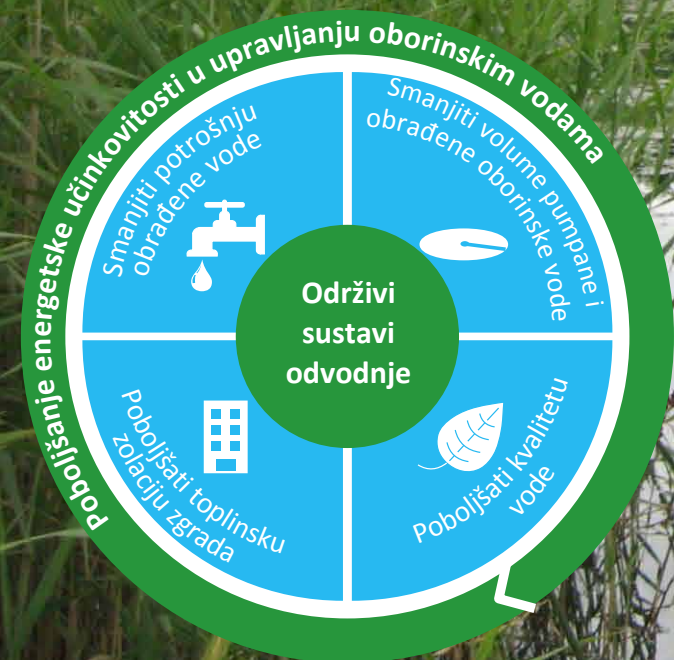 Poboljšanje energetske učinkovitosti u upravljanju oborinskim vodama
Smanjiti potrošnju
obrađene vode
Smanjiti volume pumpane i
obrađene oborinske vode
Održivi
sustavi
odvodnje
Poboljšati toplinsku
zolaciju zgrada
Poboljšati kvalitetu
vode